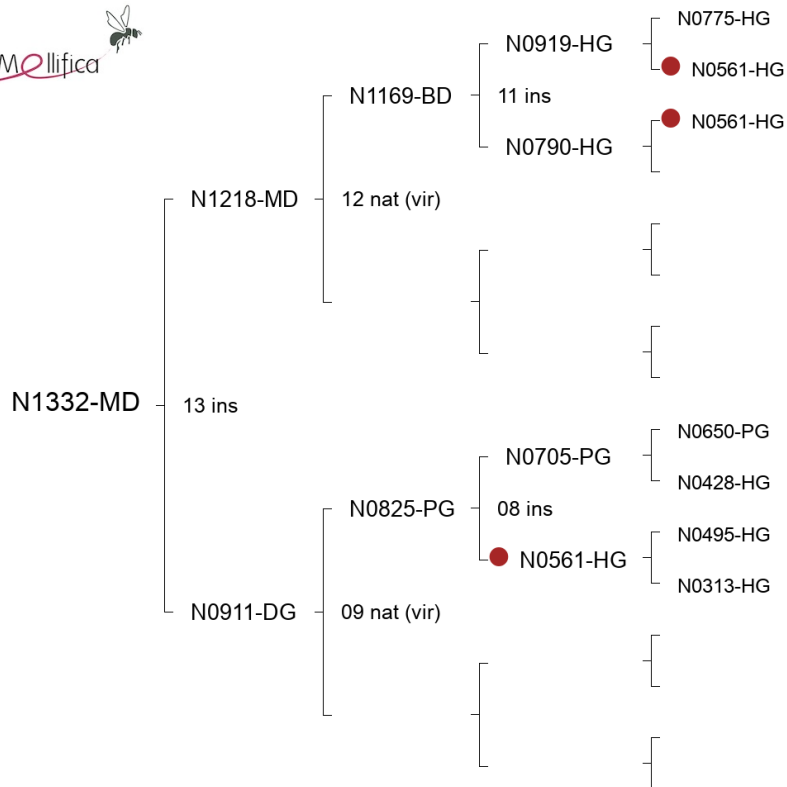 Mellifica
N0775-HG
N0919-HG
N0561-HG
N1169-BD
11 ins
N0561-HG
N0790-HG
N1218-MD
12 nat (vir)
N1332-MD
13 ins
N0650-PG
N0705-PG
N0428-HG
N0825-PG
08 ins
N0495-HG
N0561-HG
N0313-HG
N0911-DG
09 nat (vir)